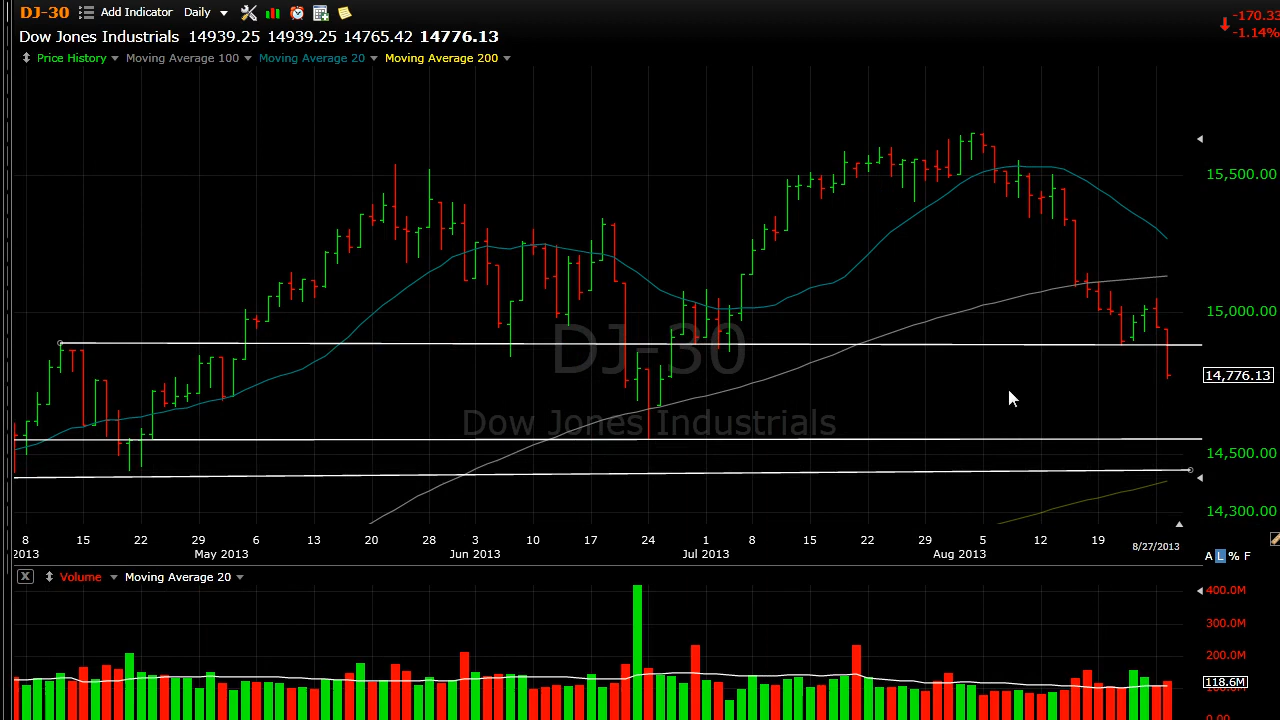 DJ-30 Add Indicator Daily
-170.33
-1.14%
Dow Jones Industrials 14939.25 14939.25 14765.42 14776.13
Price History Moving Average 100 Moving Average 20 Moving Average 200
15,500.00
15,000.00
DJ-30
14,776.13
Dow Jones Industrials
14,500.00
14,300.00
8 15 22 29 6 13 20 28 3 10 17 24 1 8 15 22 29 5 12 19
2013 May 2013 Jun 2013 Jul 2013 Aug 2013 8/27/2013
A L % F
X Volume Moving Average 20
400.0M
300.0M
200.0M
118.6M
100.0M
0.00